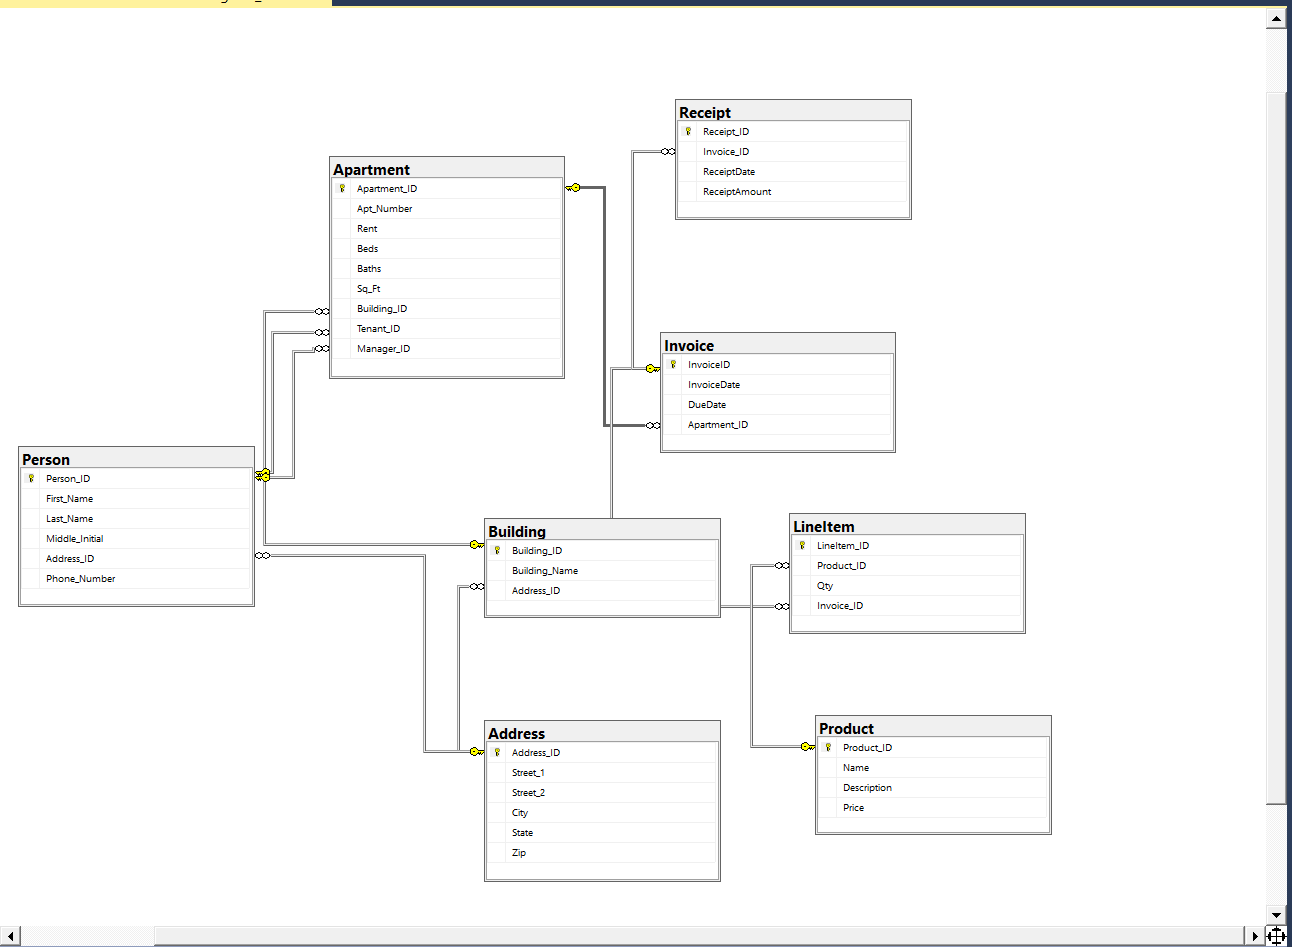 Receipt
Receipt_ID
Invoice_ID
ReceiptDate
ReceiptAmount
Apartment
Apartment_ID
Apt_Number
Rent
Beds
Baths
Sq_Ft
Building_ID
Tenant_ID
Manager_ID
Invoice
InvoiceID
InvoiceDate
DueDate
Apartment_ID
Person
Person_ID
First_Name
Last_Name
Middle_Initial
Address_ID
Phone_Number
Building
Building_ID
Building_Name
Address_ID
LineItem
LineItem_ID
Product_ID
Qty
Invoice_ID
Address
Address_ID
Street_1
Street_2
City
State
Zip
Product
Product_ID
Name
Description
Price